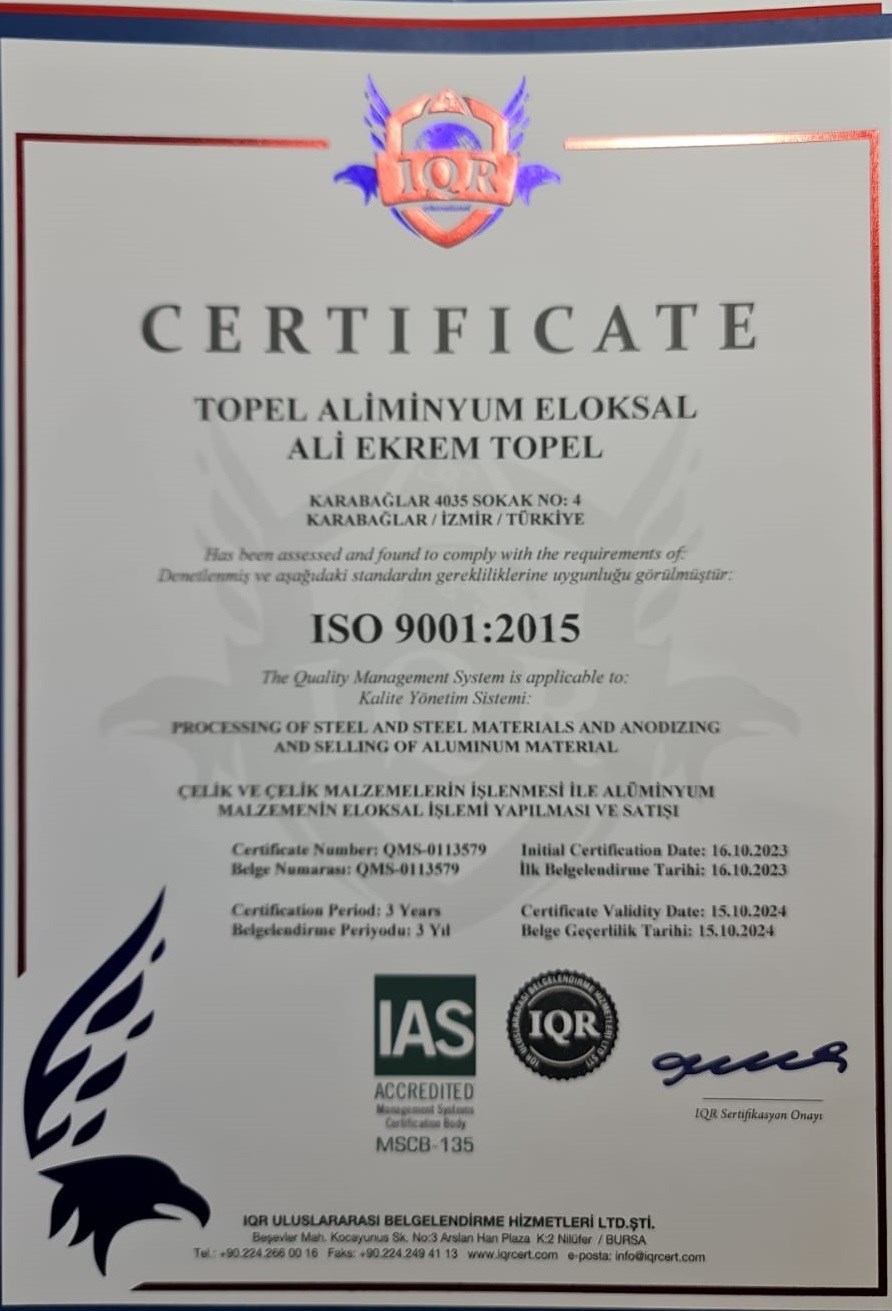 IQR
CERTIFICATE
TOPEL ALİMİNYUM ELOKSAL
ALİ EKREM TOPEL
KARABAĞLAR 4035 SOKAK NO: 4
KARABAĞLAR / İZMİR / TÜRKİYE
Has been assessed and found to comply with the requirements of:
Denetlenmiş ve aşağıdaki standardın gerekliliklerine uygunluğu görülmüştür:
ISO 9001:2015
The Quality Management System is applicable to:
Kalite Yönetim Sistemi:
PROCESSING OF STEEL AND STEEL MATERIALS AND ANODIZING
AND SELLING OF ALUMINUM MATERIAL
ÇELİK VE ÇELİK MALZEMELERİN İŞLENMESİ İLE ALÜMİNYUM
MALZEMENİN ELOKSAL İŞLEMİ YAPILMASI VE SATIŞI
Certificate Number: QMS-0113579
Belge Numarası: QMS-0113579
Initial Certification Date: 16.10.2023
İlk Belgelendirme Tarihi: 16.10.2023
Certification Period: 3 Years
Belgelendirme Periyodu: 3 Yıl
Certificate Validity Date: 15.10.2024
Belge Geçerlilik Tarihi: 15.10.2024
IAS
ACCREDITED
Management Systems
Certification Body
MSCB-135
IQR ULUSLARARASI BELGELENDİRME HİZMETLERİ LTD ŞTİ
IQR
IQR Sertifikasyon Onayı
IQR ULUSLARARASI BELGELENDİRME HİZMETLERİ LTD.ŞTİ.
Beşevler Mah. Kocayunus Sk. No:3 Arslan Han Plaza K:2 Nilüfer / BURSA
Tel.: +90.224.266 00 16 Faks: +90.224.249 41 13 www.iqrcert.com e-posta: info@iqrcert.com